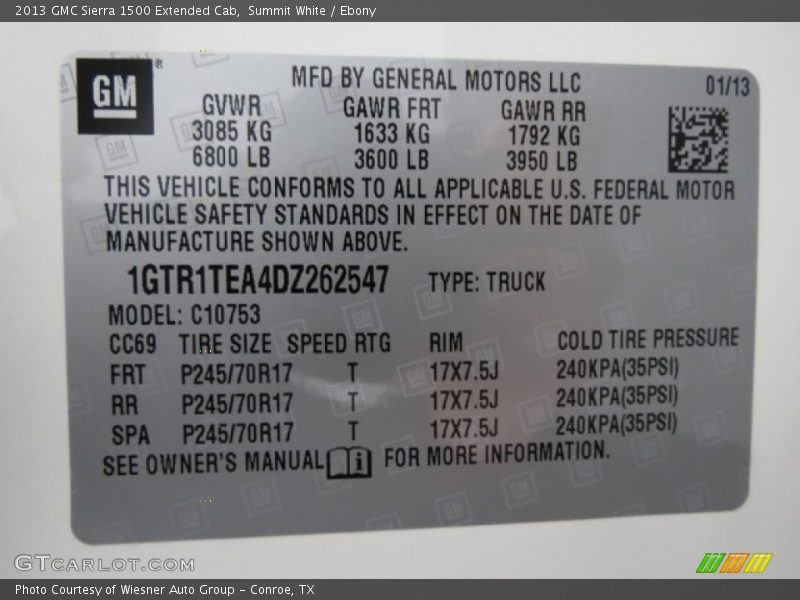 2013 GMC Sierra 1500 Extended Cab, Summit White / Ebony
GM ® MFD BY GENERAL MOTORS LLC 01/13
GVWR GAWR FRT GAWR RR
3085 KG 1633 KG 1792 KG
6800 LB 3600 LB 3950 LB
THIS VEHICLE CONFORMS TO ALL APPLICABLE U.S. FEDERAL MOTOR
VEHICLE SAFETY STANDARDS IN EFFECT ON THE DATE OF
MANUFACTURE SHOWN ABOVE.
1GTR1TEA4DZ262547 TYPE: TRUCK
MODEL: C10753
CC69 TIRE SIZE SPEED RTG RIM COLD TIRE PRESSURE
FRT P245/70R17 T 17X7.5J 240KPA(35PSI)
RR P245/70R17 T 17X7.5J 240KPA(35PSI)
SPA P245/70R17 T 17X7.5J 240KPA(35PSI)
SEE OWNER'S MANUAL i FOR MORE INFORMATION.
GTCARLOT.COM
Photo Courtesy of Wiesner Auto Group - Conroe, TX